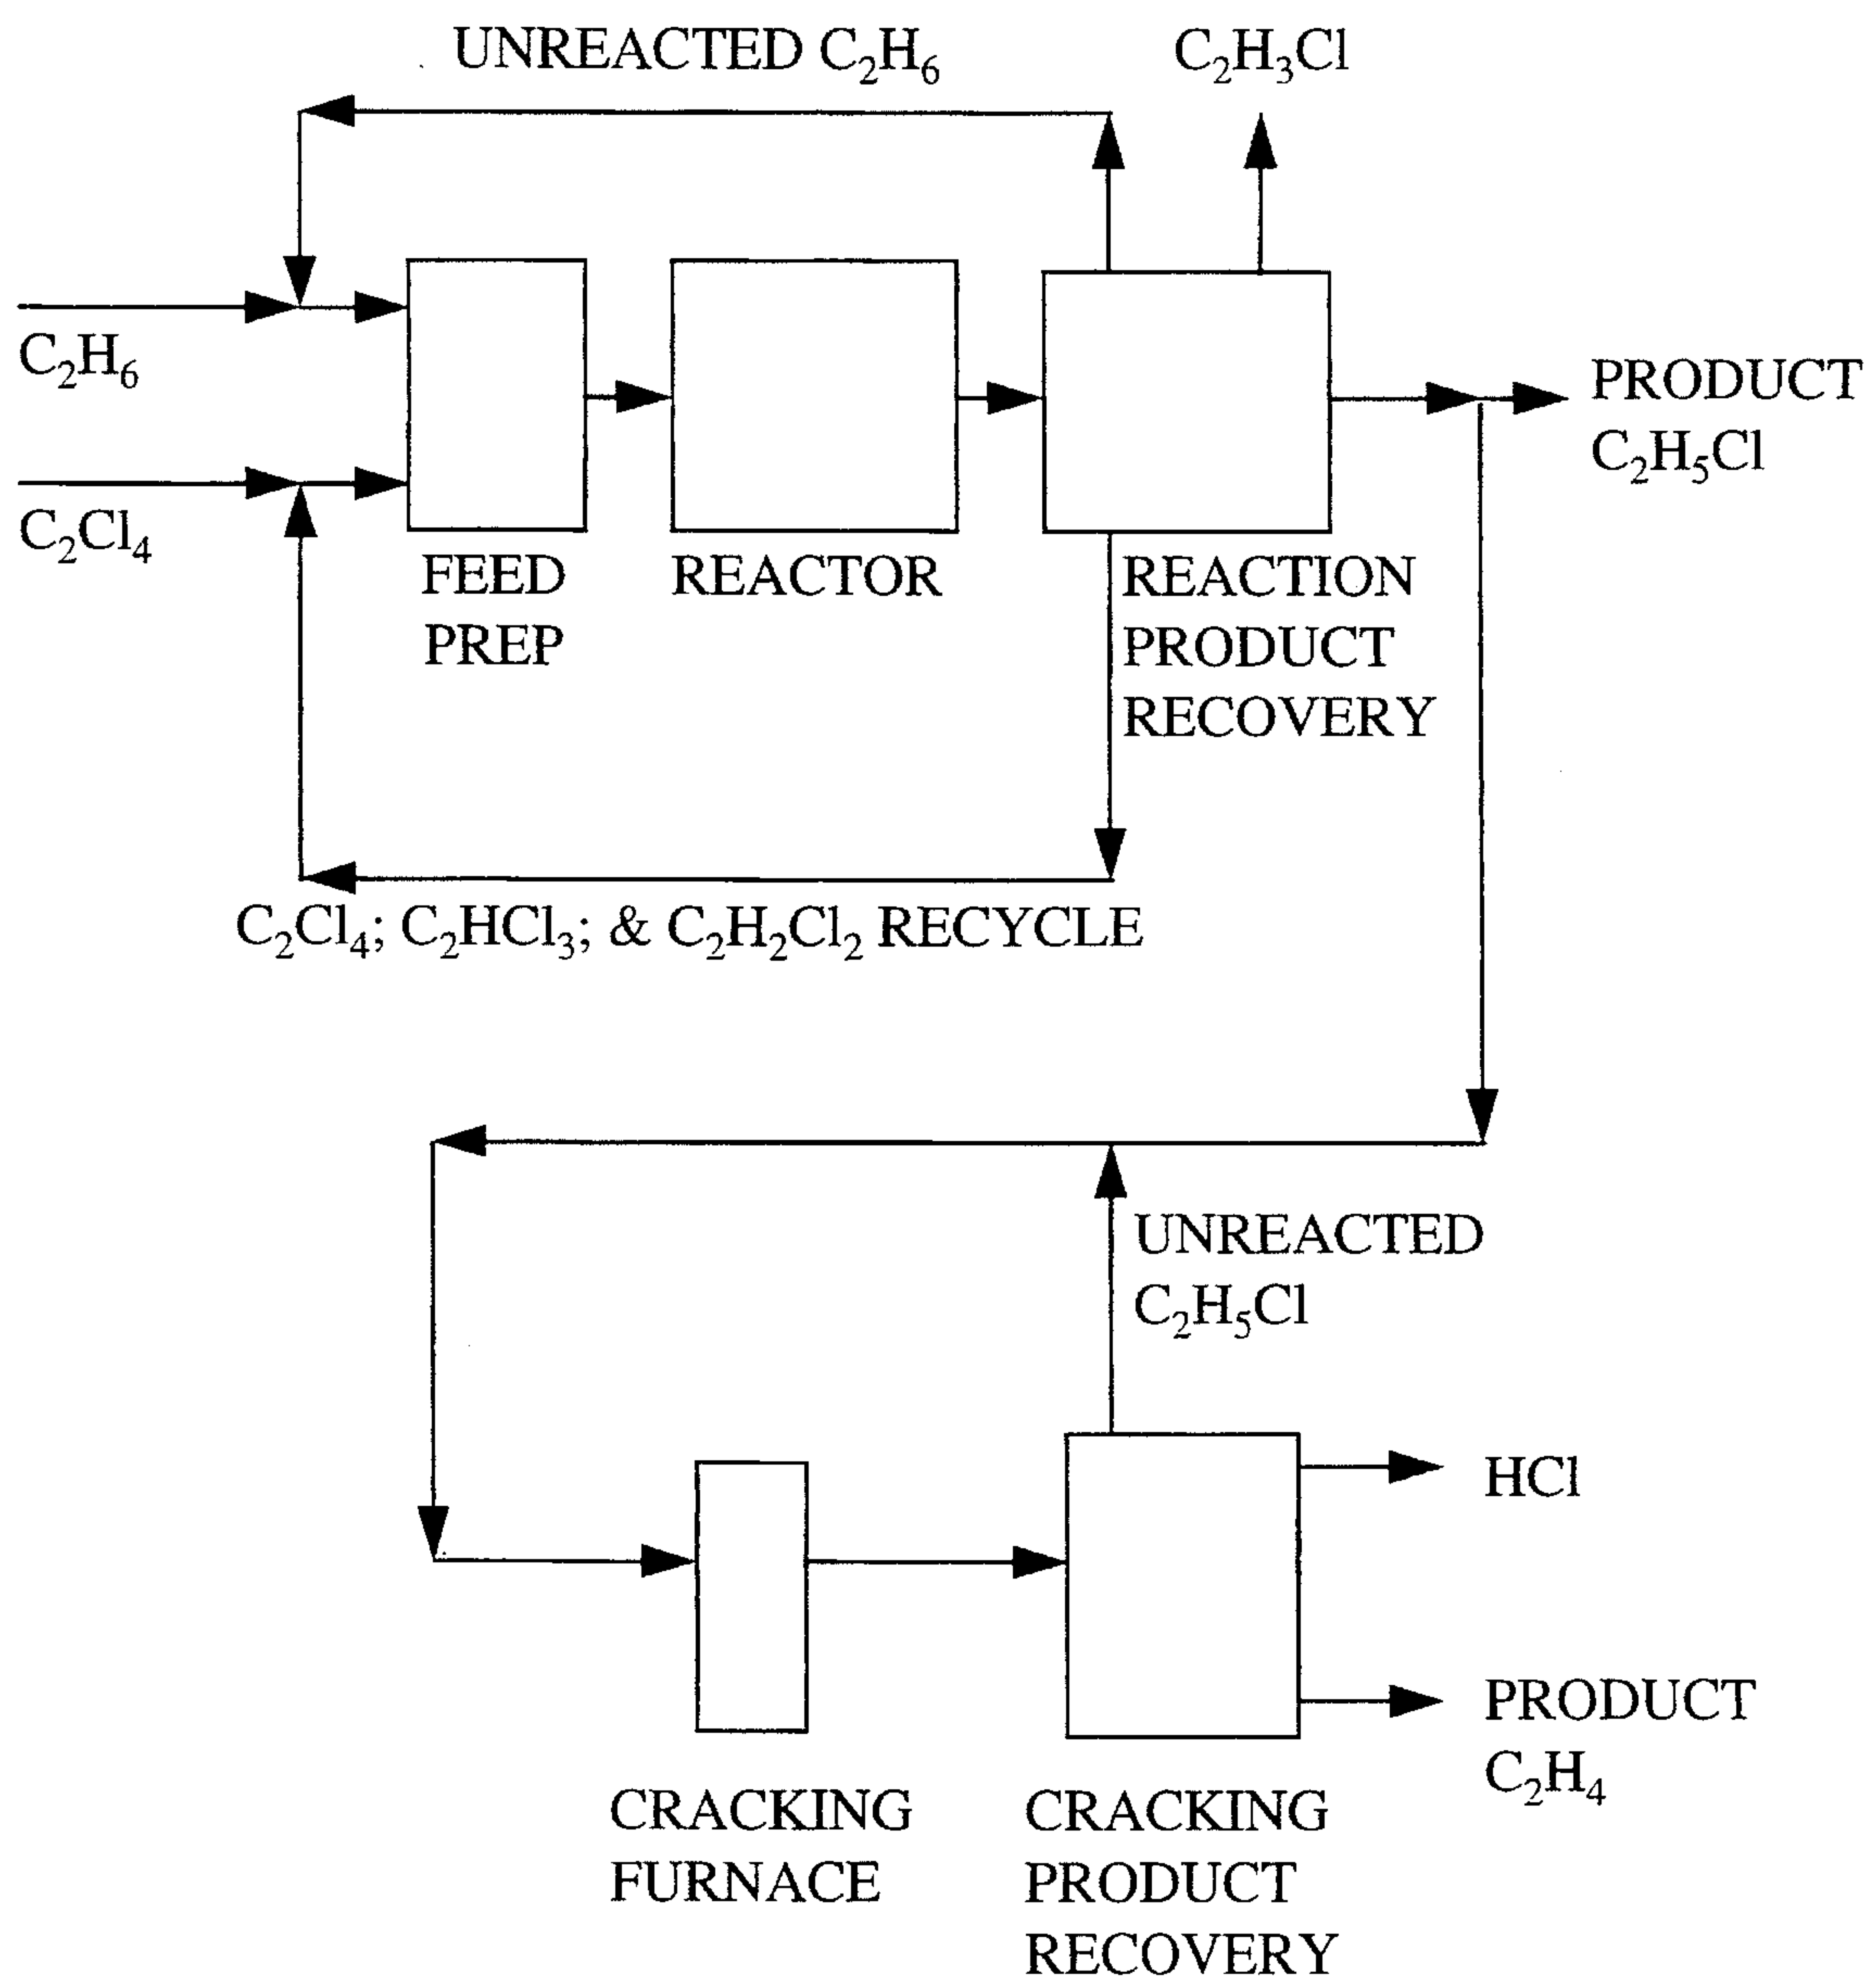 UNREACTED C₂H₆
C₂H₃Cl
C₂H₆
PRODUCT
C₂H₅Cl
C₂Cl₄
FEED
PREP
REACTOR
REACTION
PRODUCT
RECOVERY
C₂Cl₄; C₂HCl₃; & C₂H₂Cl₂ RECYCLE
UNREACTED
C₂H₅Cl
HCl
PRODUCT
C₂H₄
CRACKING
FURNACE
CRACKING
PRODUCT
RECOVERY